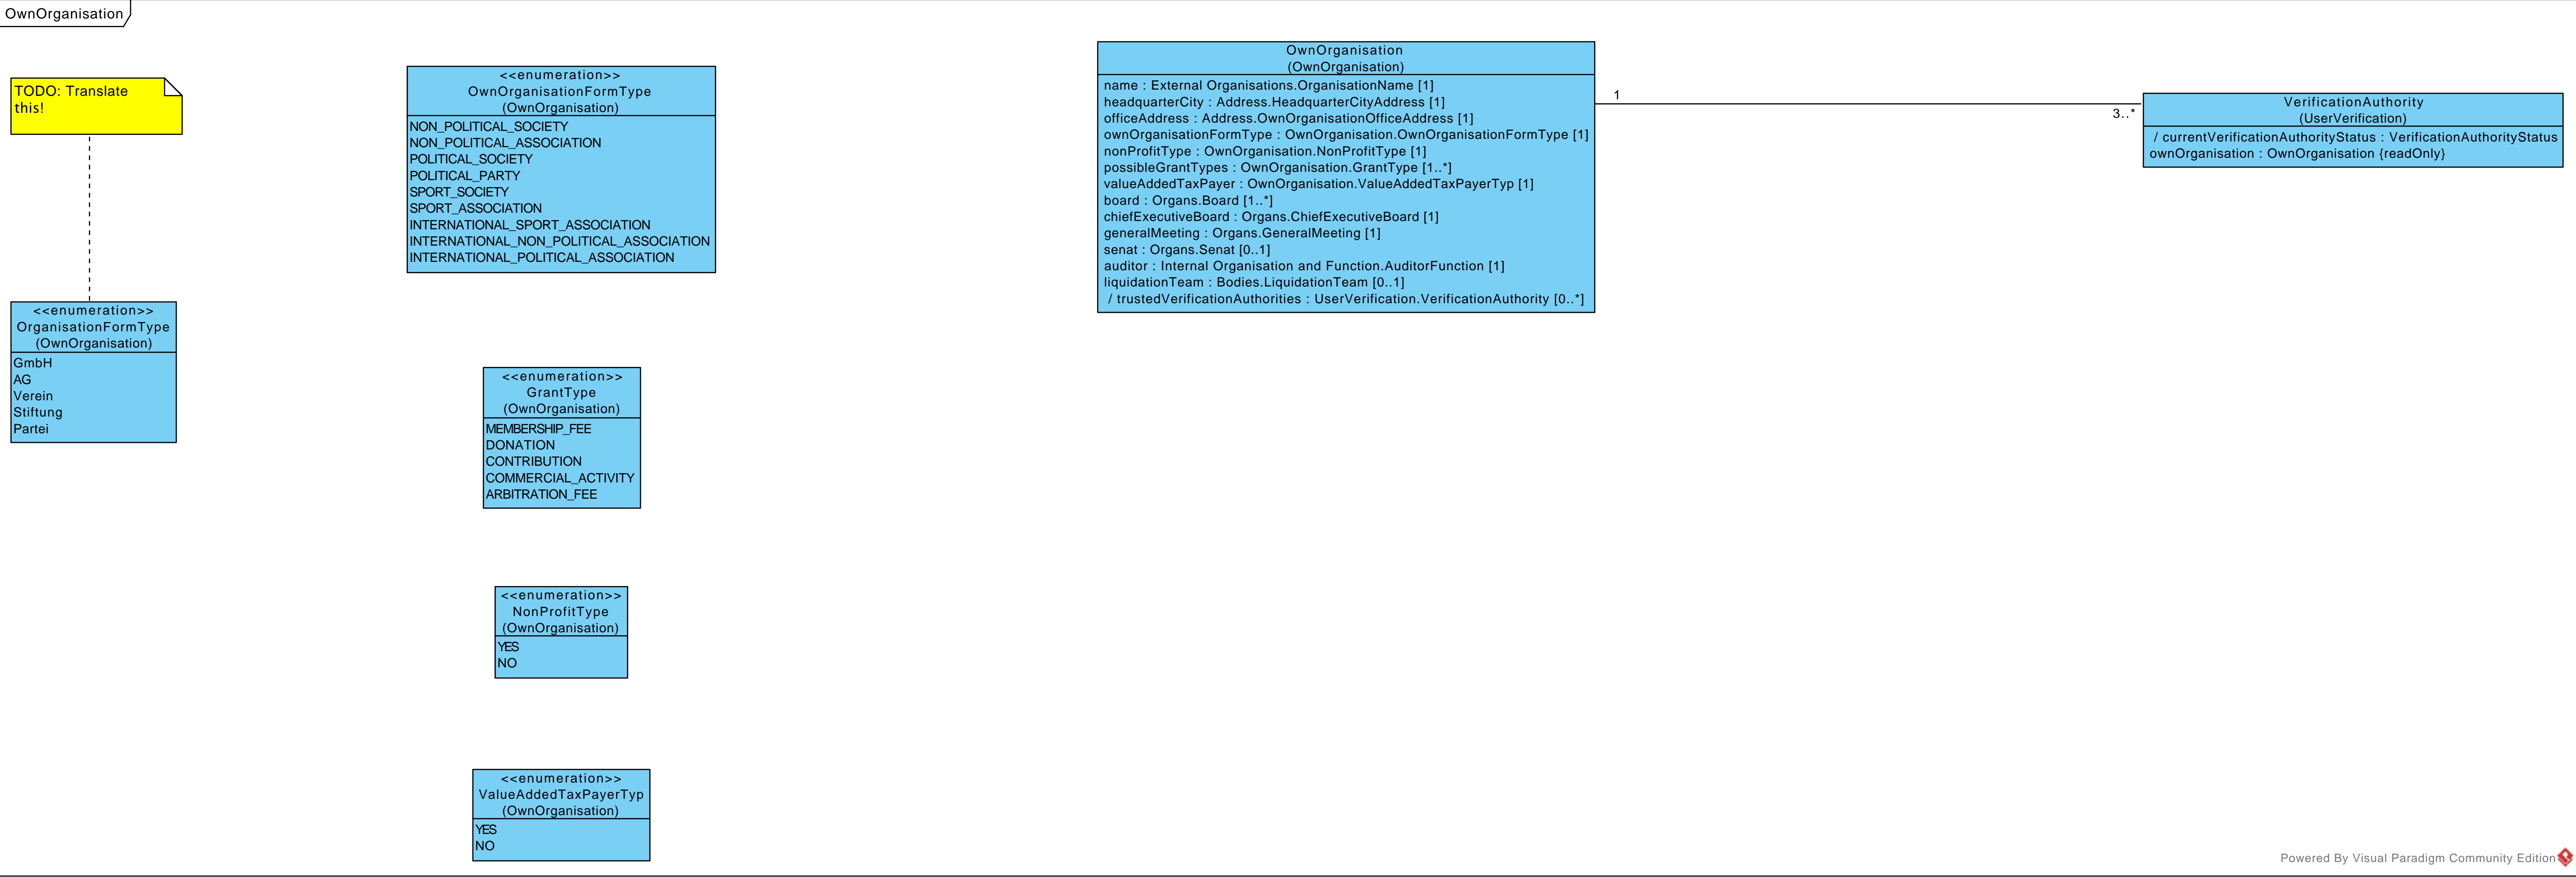 OwnOrganisation
TODO: Translate
this!
<<enumeration>>
OrganisationFormType
(OwnOrganisation)
GmbH
AG
Verein
Stiftung
Partei
<<enumeration>>
OwnOrganisationFormType
(OwnOrganisation)
NON_POLITICAL_SOCIETY
NON_POLITICAL_ASSOCIATION
POLITICAL_SOCIETY
POLITICAL_PARTY
SPORT_SOCIETY
SPORT_ASSOCIATION
INTERNATIONAL_SPORT_ASSOCIATION
INTERNATIONAL_NON_POLITICAL_ASSOCIATION
INTERNATIONAL_POLITICAL_ASSOCIATION
<<enumeration>>
GrantType
(OwnOrganisation)
MEMBERSHIP_FEE
DONATION
CONTRIBUTION
COMMERCIAL_ACTIVITY
ARBITRATION_FEE
<<enumeration>>
NonProfitType
(OwnOrganisation)
YES
NO
<<enumeration>>
ValueAddedTaxPayerTyp
(OwnOrganisation)
YES
NO
OwnOrganisation
(OwnOrganisation)
name : External Organisations.OrganisationName [1]
headquarterCity : Address.HeadquarterCityAddress [1]
officeAddress : Address.OwnOrganisationOfficeAddress [1]
ownOrganisationFormType : OwnOrganisation.OwnOrganisationFormType [1]
nonProfitType : OwnOrganisation.NonProfitType [1]
possibleGrantTypes : OwnOrganisation.GrantType [1..*]
valueAddedTaxPayer : OwnOrganisation.ValueAddedTaxPayerTyp [1]
board : Organs.Board [1..*]
chiefExecutiveBoard : Organs.ChiefExecutiveBoard [1]
generalMeeting : Organs.GeneralMeeting [1]
senat : Organs.Senat [0..1]
auditor : Internal Organisation and Function.AuditorFunction [1]
liquidationTeam : Bodies.LiquidationTeam [0..1]
/ trustedVerificationAuthorities : UserVerification.VerificationAuthority [0..*]
1
3..*
VerificationAuthority
(UserVerification)
/ currentVerificationAuthorityStatus : VerificationAuthorityStatus
ownOrganisation : OwnOrganisation {readOnly}
Powered By Visual Paradigm Community Edition